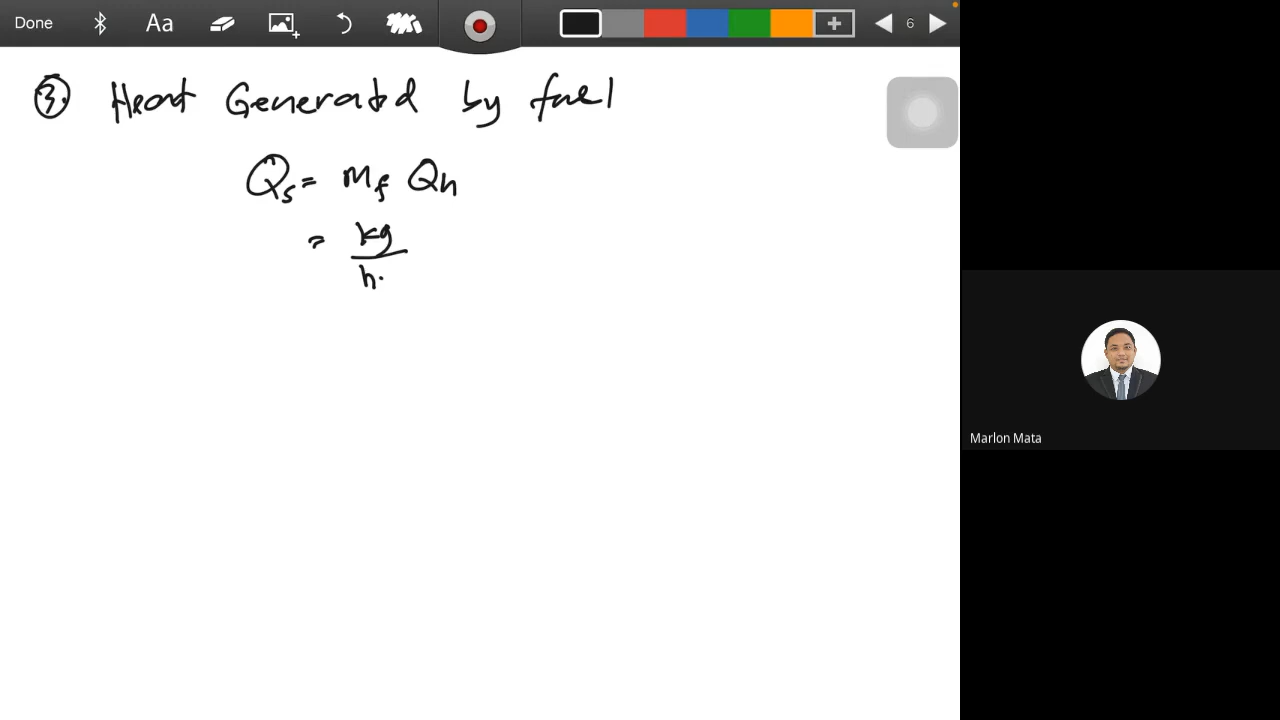 Done Aa 6
3. Heat Generated by fuel
Qs = mf Qh
= kg
h.
Marlon Mata